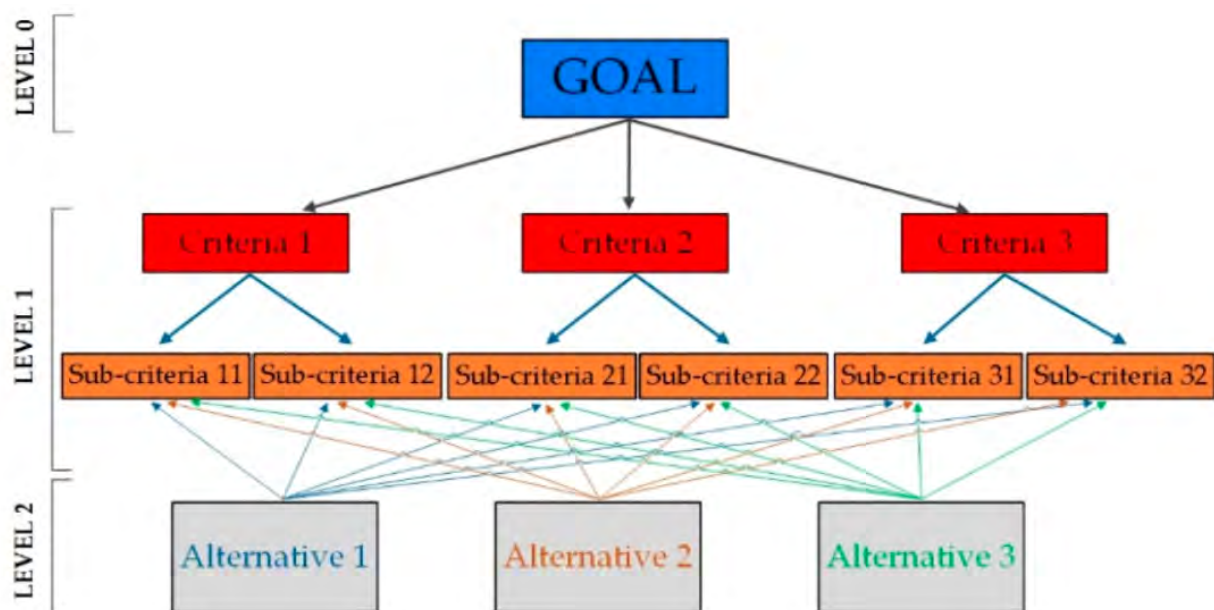 LEVEL 0
GOAL
LEVEL 1
Criteria 1
Criteria 2
Criteria 3
Sub-criteria 11
Sub-criteria 12
Sub-criteria 21
Sub-criteria 22
Sub-criteria 31
Sub-criteria 32
LEVEL 2
Alternative 1
Alternative 2
Alternative 3